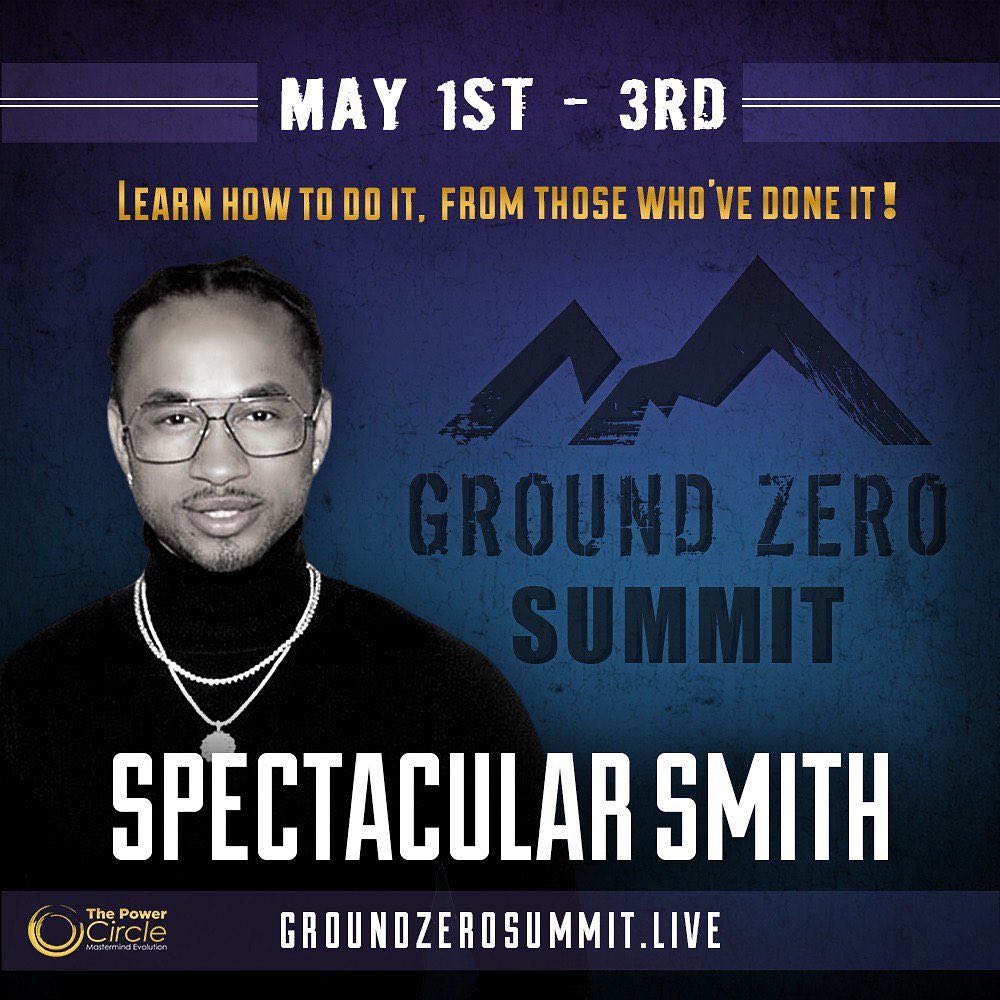 MAY 1ST - 3RD
LEARN HOW TO DO IT, FROM THOSE WHO'VE DONE IT!
GROUND ZERO
SUMMIT
SPECTACULAR SMITH
The Power
Circle
Mastermind Evolution
GROUNDZEROSUMMIT.LIVE